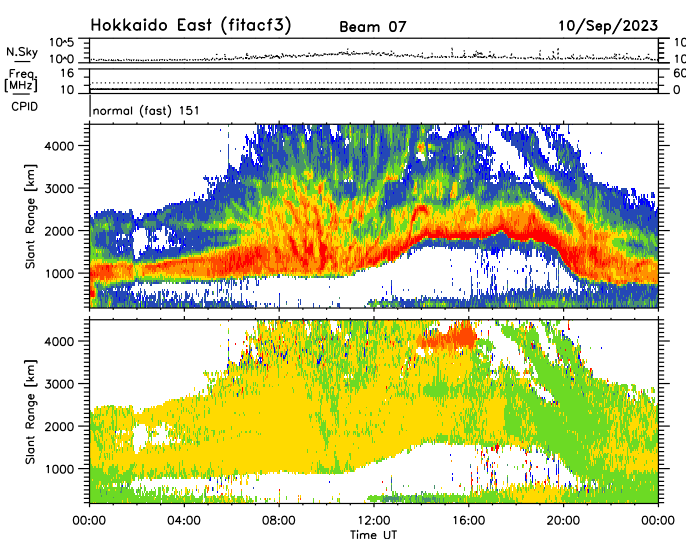 Hokkaido East (fitacf3) Beam 07 10/Sep/2023
N.Sky 10^5 10^0 10 10
Freq. [MHz] 16 10 60 0
CPID normal (fast) 151
Slant Range [km] 4000 3000 2000 1000
Slant Range [km] 4000 3000 2000 1000
00:00 04:00 08:00 12:00 16:00 20:00 00:00
Time UT